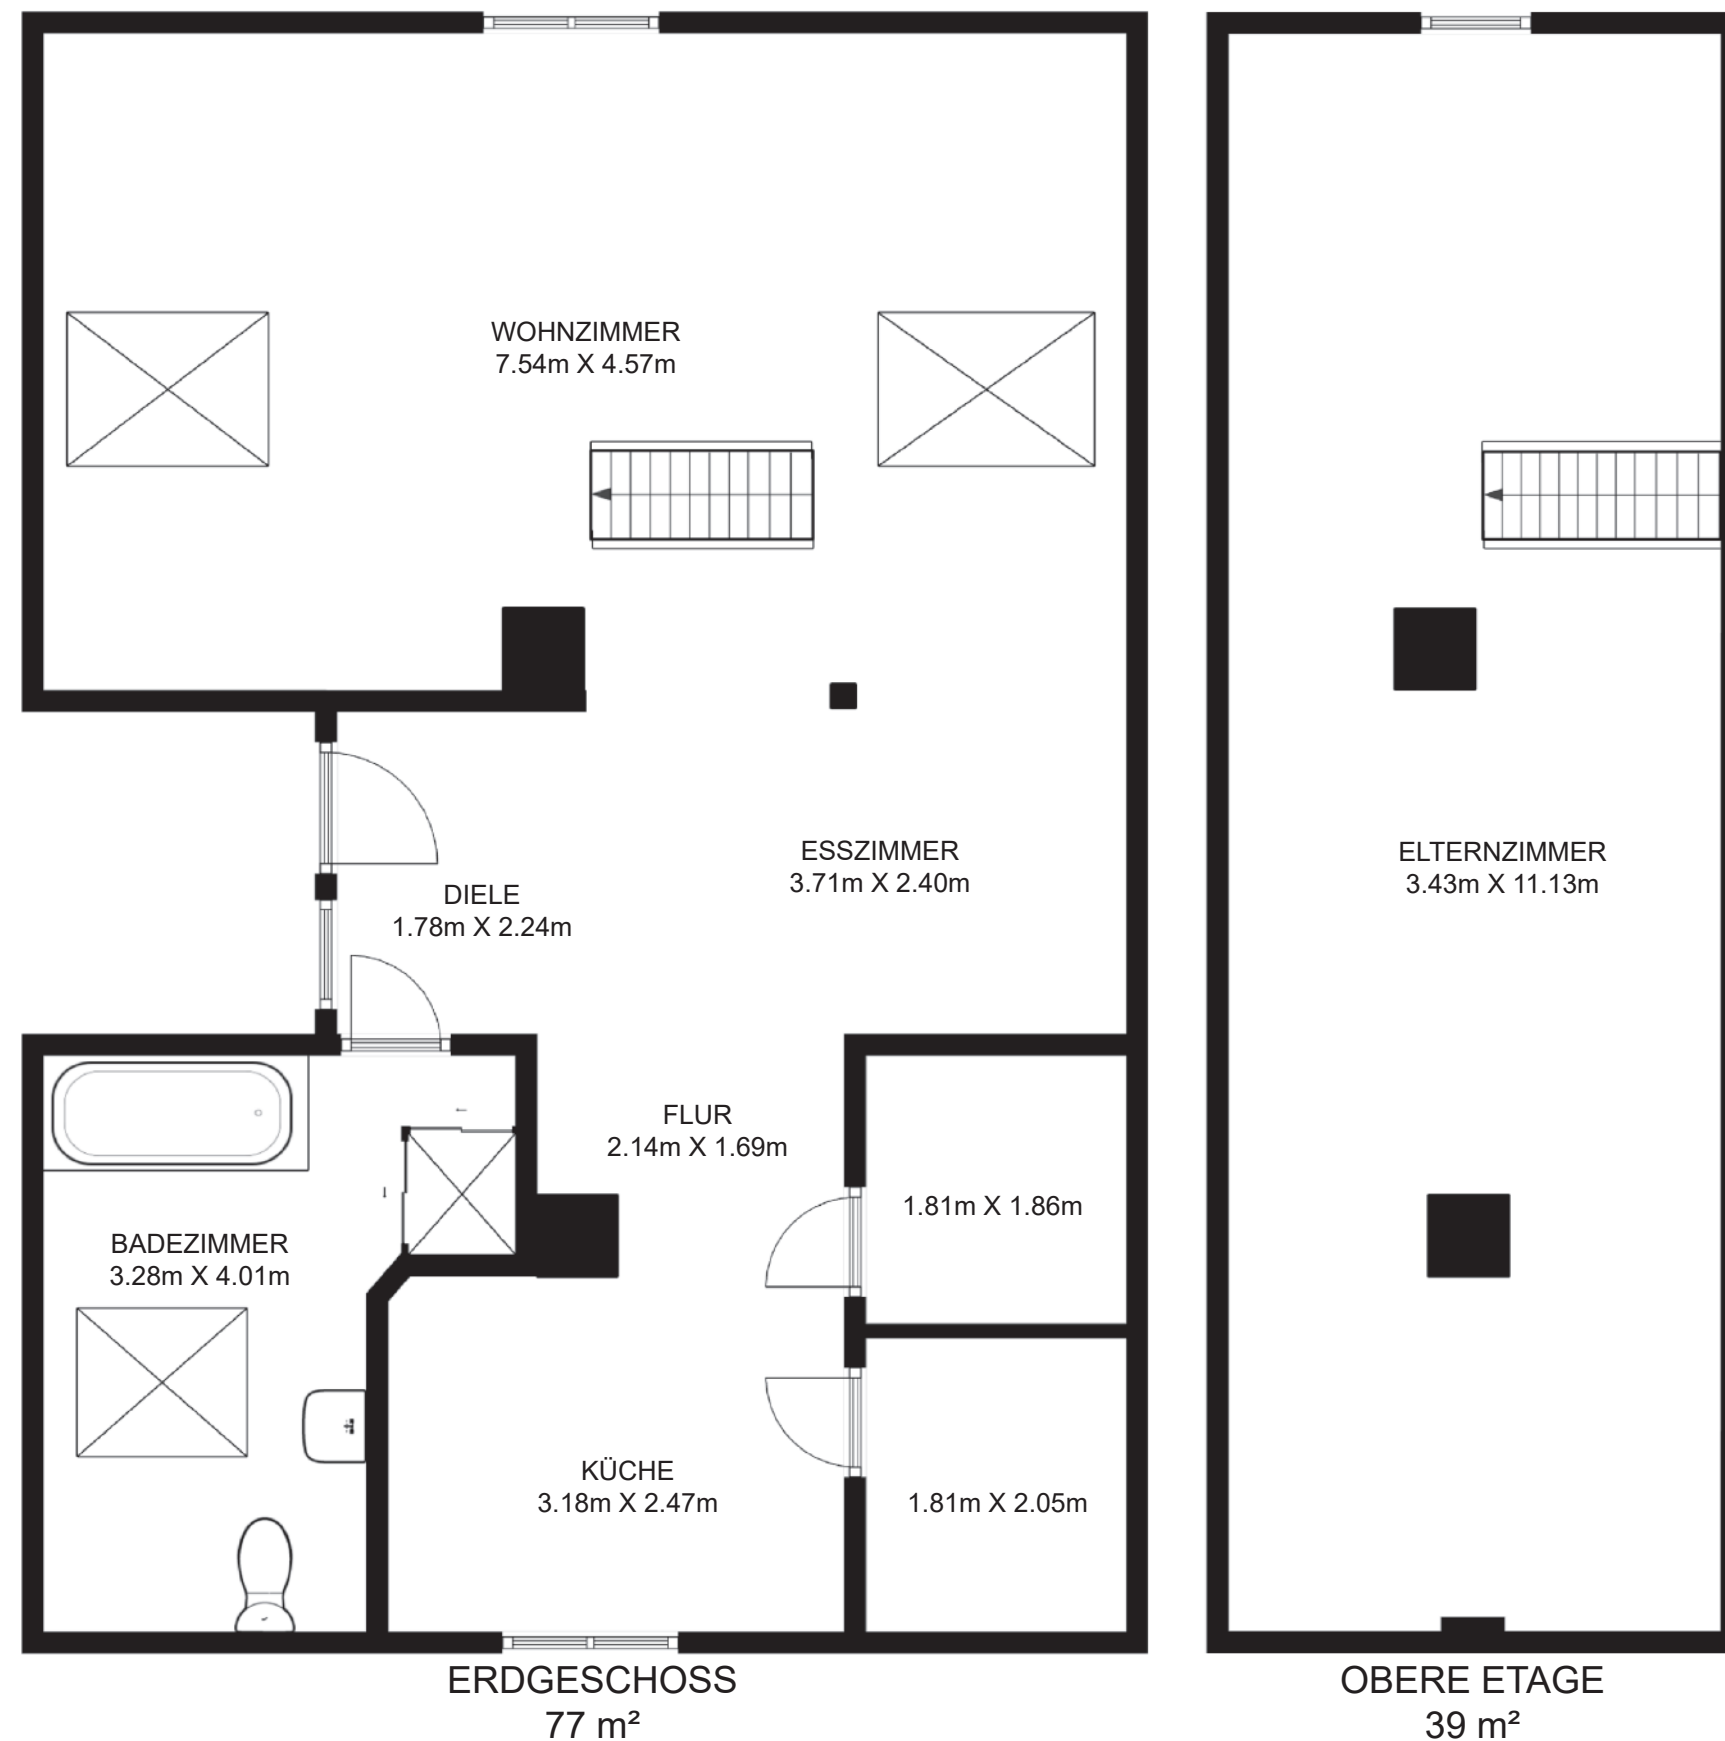 WOHNZIMMER
7.54m X 4.57m
ESSZIMMER
3.71m X 2.40m
DIELE
1.78m X 2.24m
FLUR
2.14m X 1.69m
1.81m X 1.86m
BADEZIMMER
3.28m X 4.01m
KÜCHE
3.18m X 2.47m
1.81m X 2.05m
ERDGESCHOSS
77 m²
ELTERNZIMMER
3.43m X 11.13m
OBERE ETAGE
39 m²